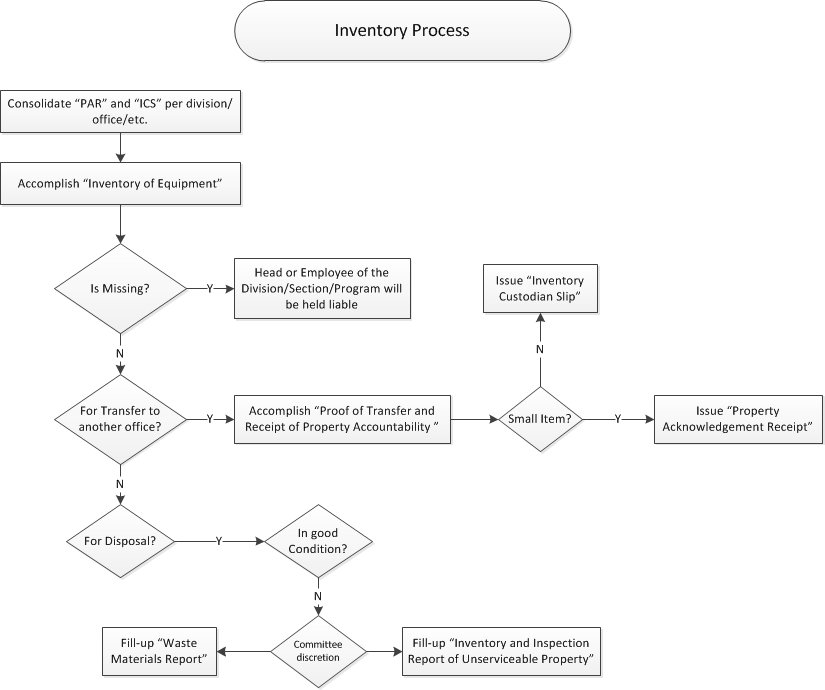 Inventory Process
Consolidate “PAR” and “ICS” per division/
office/etc.
Accomplish “Inventory of Equipment”
Is Missing?
Y
Head or Employee of the
Division/Section/Program will
be held liable
Issue “Inventory
Custodian Slip”
N
N
For Transfer to
another office?
Y
Accomplish “Proof of Transfer and
Receipt of Property Accountability ”
Small Item?
Y
Issue “Property
Acknowledgement Receipt”
N
For Disposal?
Y
In good
Condition?
N
Fill-up “Waste
Materials Report”
Committee
discretion
Fill-up “Inventory and Inspection
Report of Unserviceable Property”